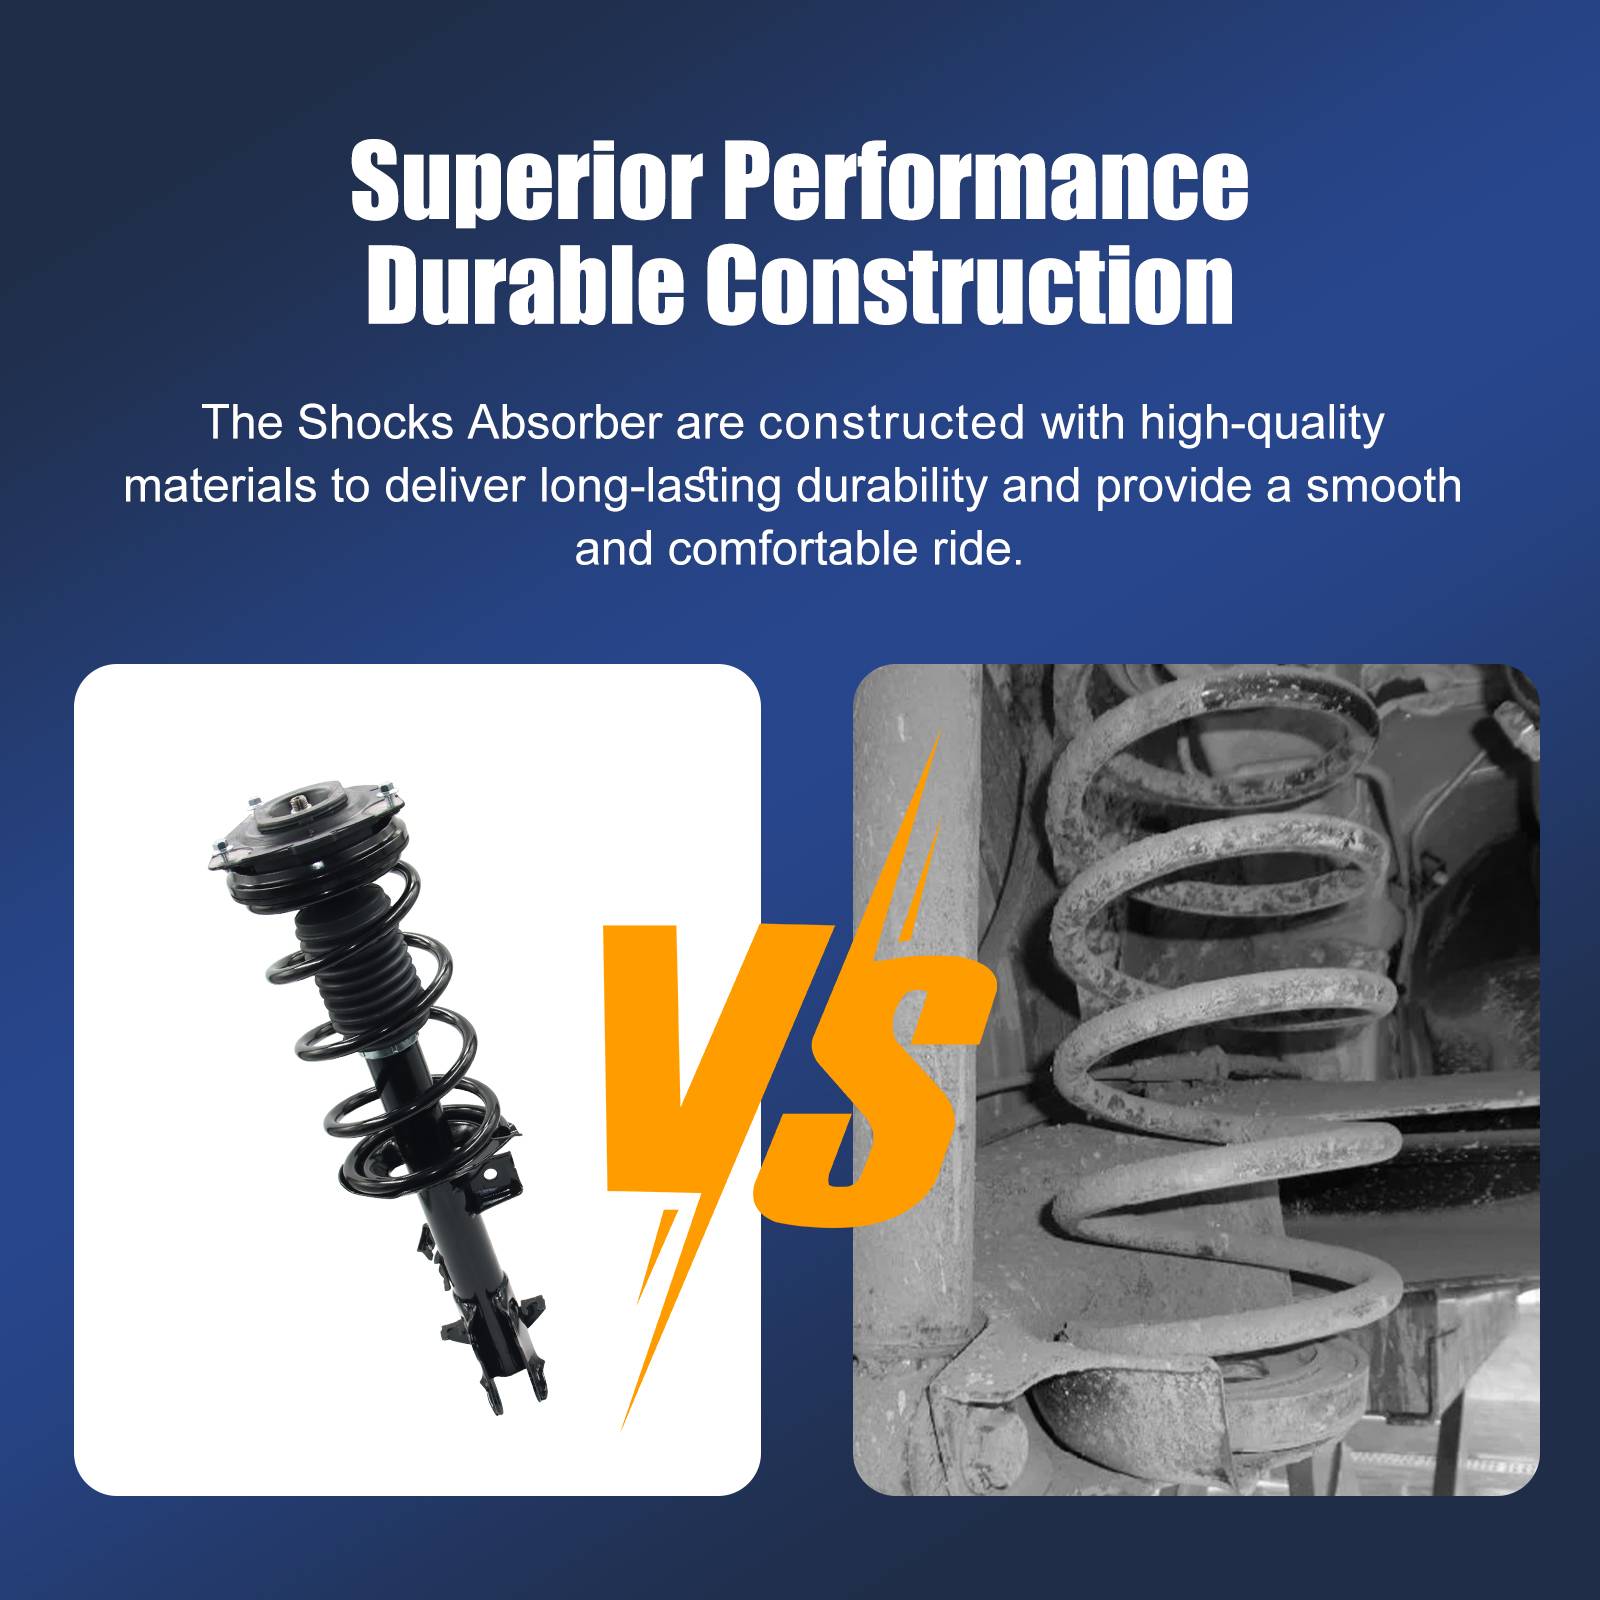 Superior Performance
Durable Construction
The Shocks Absorber are constructed with high-quality
materials to deliver long-lasting durability and provide a smooth
and comfortable ride.
VS